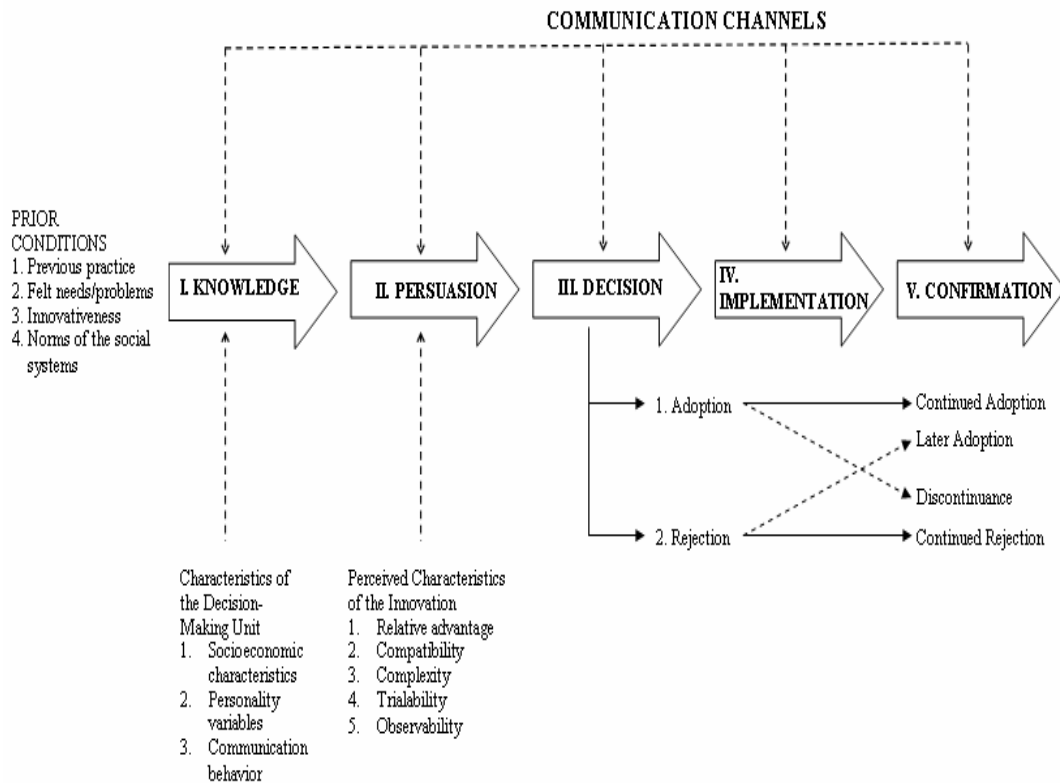 COMMUNICATION CHANNELS
PRIOR
CONDITIONS
1. Previous practice
2. Felt needs/problems
3. Innovativeness
4. Norms of the social
systems
I. KNOWLEDGE
II. PERSUASION
III. DECISION
IV.
IMPLEMENTATION
V. CONFIRMATION
1. Adoption
Continued Adoption
Later Adoption
Discontinuance
2. Rejection
Continued Rejection
Characteristics of
the Decision-
Making Unit
1. Socioeconomic
characteristics
2. Personality
variables
3. Communication
behavior
Perceived Characteristics
of the Innovation
1. Relative advantage
2. Compatibility
3. Complexity
4. Trialability
5. Observability